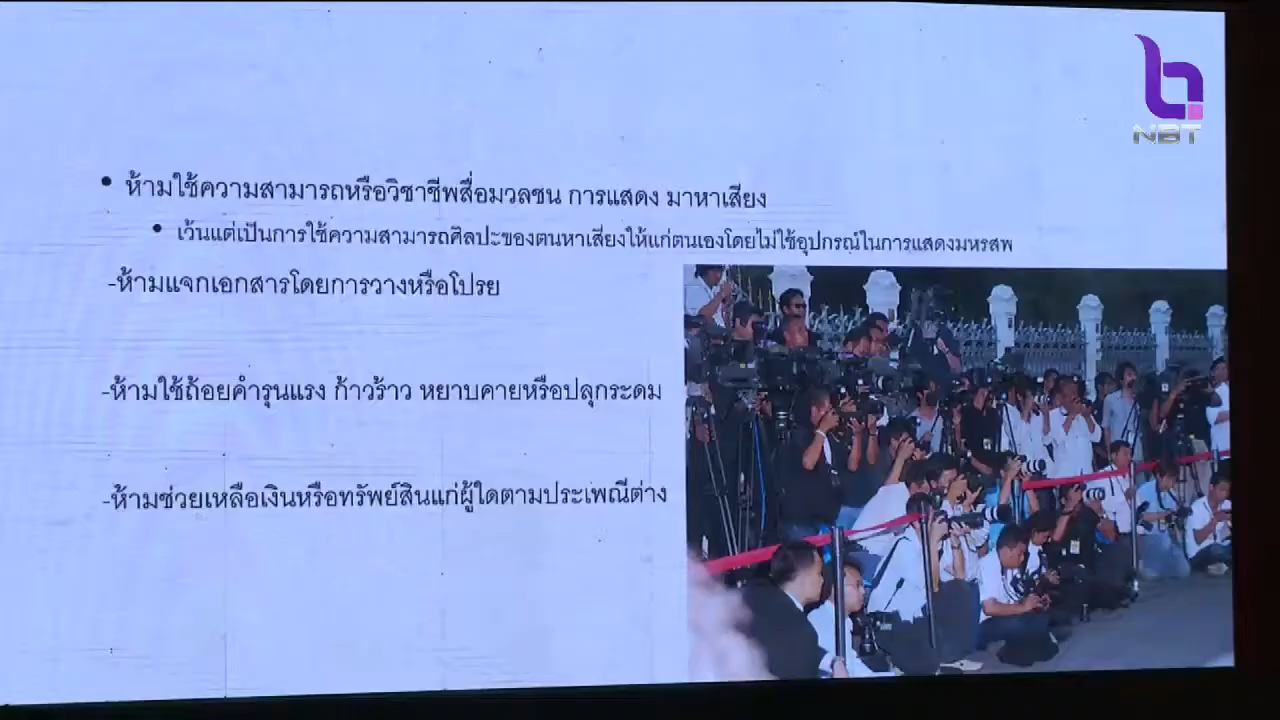 NBT
• ห้ามใช้ความสามารถหรือวิชาชีพสื่อมวลชน การแสดง มาหาเสียง
• เว้นแต่เป็นการใช้ความสามารถศิลปะของตนหาเสียงให้แก่ตนเองโดยไม่ใช้อุปกรณ์ในการแสดงมหรสพ
-ห้ามแจกเอกสารโดยการวางหรือโปรย
-ห้ามใช้ถ้อยคำรุนแรง ก้าวร้าว หยาบคายหรือปลุกระดม
-ห้ามช่วยเหลือเงินหรือทรัพย์สินแก่ผู้ใดตามประเพณีต่าง